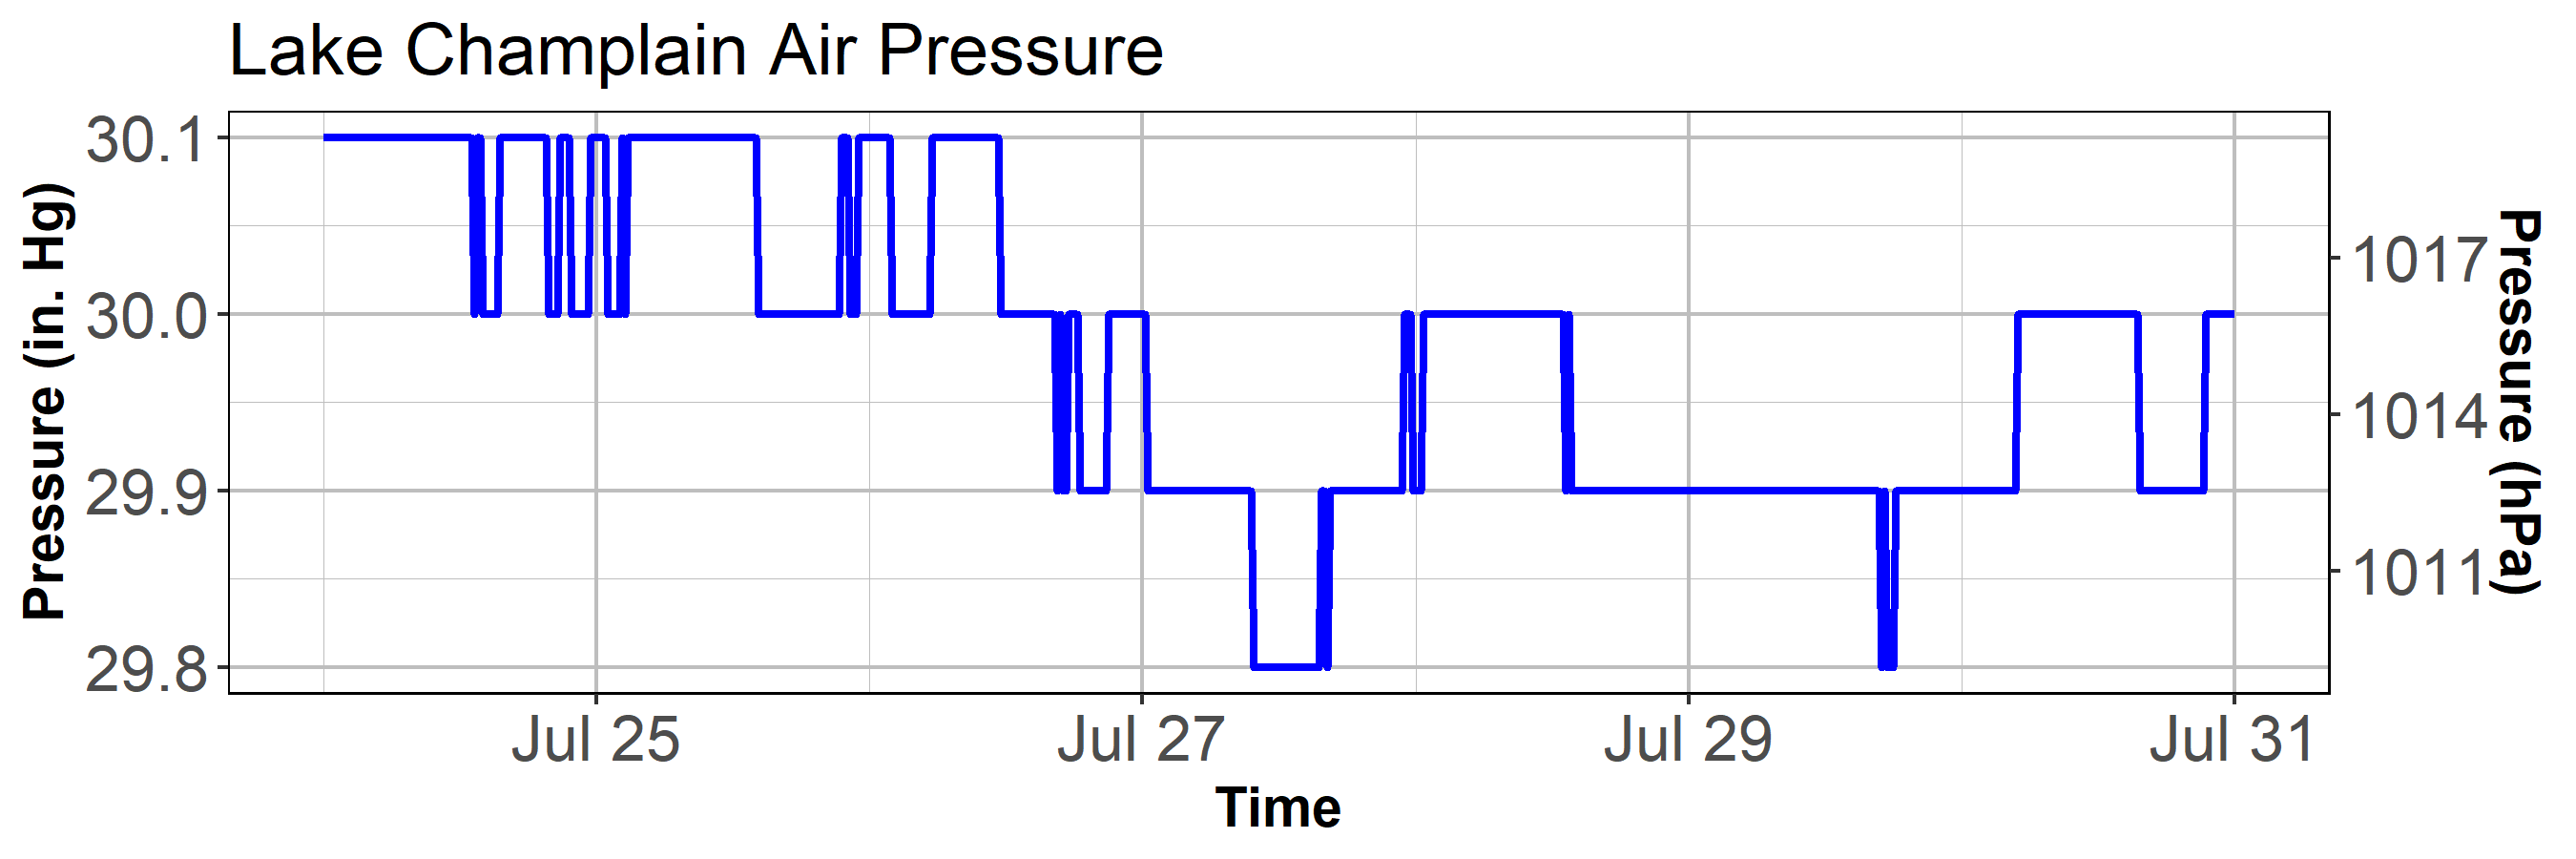 Lake Champlain Air Pressure
Pressure (in. Hg)
30.1
30.0
29.9
29.8
1017
1014
1011
Pressure (hPa)
Jul 25 Jul 27 Jul 29 Jul 31
Time